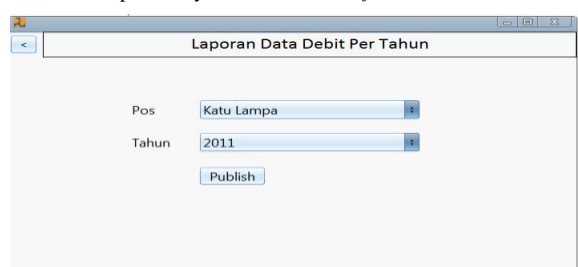 <
Laporan Data Debit Per Tahun
Pos Katu Lampa
Tahun 2011
Publish